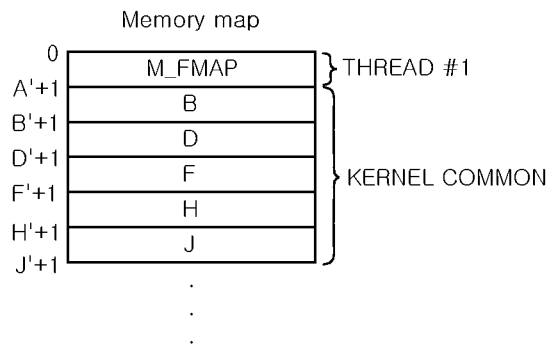 Memory map
0
M_FMAP
THREAD #1
A'+1
B
B'+1
D
D'+1
F
KERNEL COMMON
F'+1
H
H'+1
J
J'+1
.
.
.